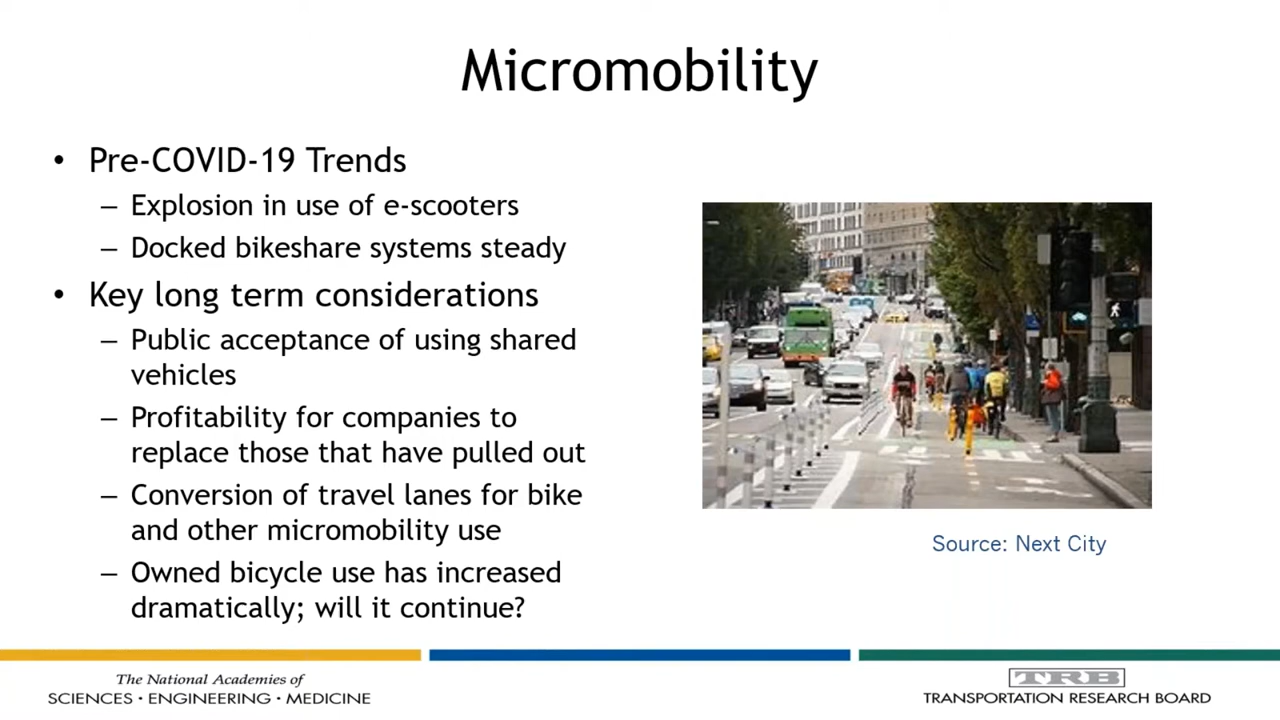 Micromobility
• Pre-COVID-19 Trends
– Explosion in use of e-scooters
– Docked bikeshare systems steady
• Key long term considerations
– Public acceptance of using shared
vehicles
– Profitability for companies to
replace those that have pulled out
– Conversion of travel lanes for bike
and other micromobility use
– Owned bicycle use has increased
dramatically; will it continue?
Source: Next City
The National Academies of
SCIENCES · ENGINEERING · MEDICINE
TRB
TRANSPORTATION RESEARCH BOARD